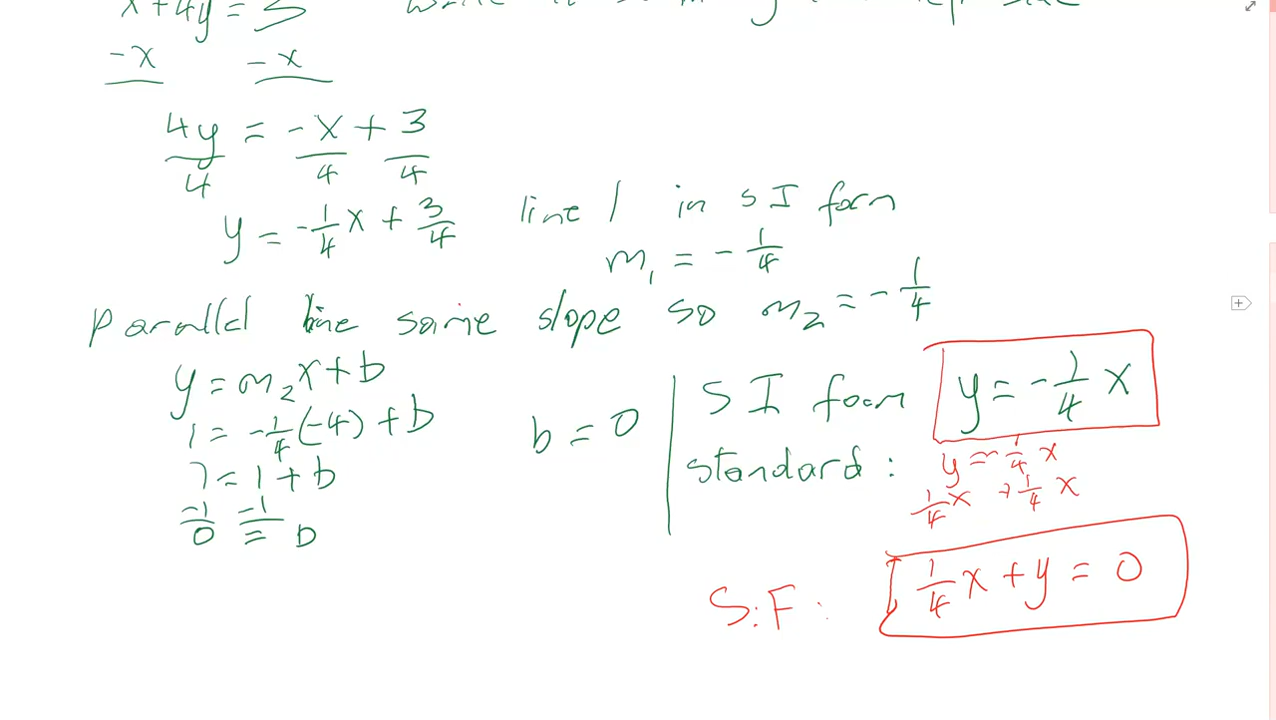 x + 4y = 3
-x -x
4y = -x + 3
4 4 4
y = -1/4 x + 3/4 line 1 in SI form
m₁ = -1/4
Parallel line same slope so m₂ = -1/4
y = m₂x + b
1 = -1/4(-4) + b
1 = 1 + b
-1 -1
0 = b
b = 0
SI form y = -1/4 x
standard: y = -1/4 x
1/4 x +1/4 x
S.F: 1/4 x + y = 0